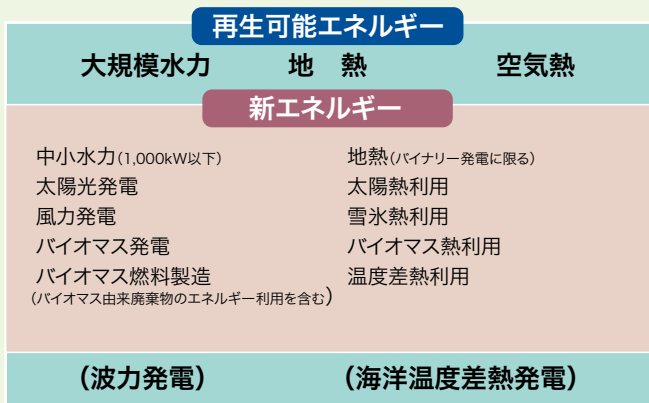 再生可能エネルギー
大規模水力 地 熱 空気熱
新エネルギー
中小水力(1,000kW以下)
太陽光発電
風力発電
バイオマス発電
バイオマス燃料製造
(バイオマス由来廃棄物のエネルギー利用を含む)
地熱(バイナリー発電に限る)
太陽熱利用
雪氷熱利用
バイオマス熱利用
温度差熱利用
(波力発電) (海洋温度差熱発電)